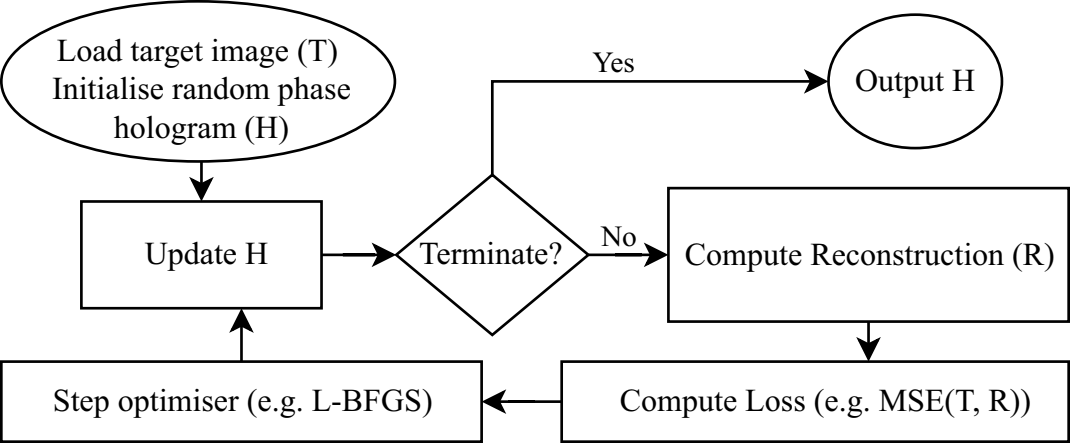 Load target image (T)
Initialise random phase
hologram (H)
Yes
Output H
Update H
Terminate?
No
Compute Reconstruction (R)
Step optimiser (e.g. L-BFGS)
Compute Loss (e.g. MSE(T, R))